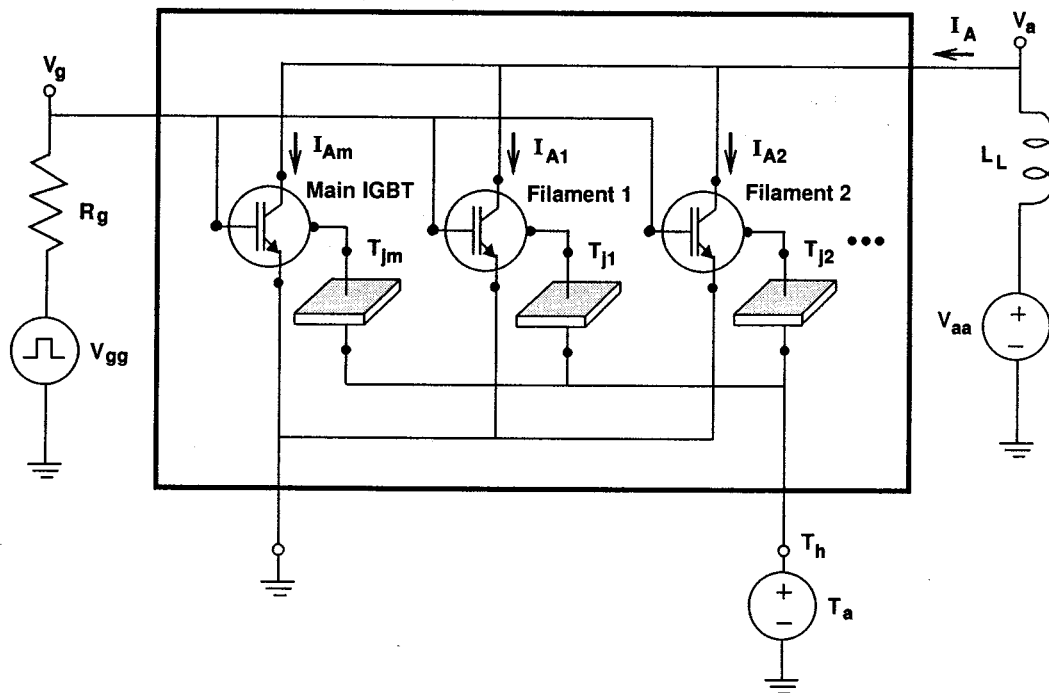 I_A
V_a
V_g
I_Am
I_A1
I_A2
L_L
Main IGBT
Filament 1
Filament 2
R_g
T_jm
T_j1
T_j2
V_gg
V_aa
+
-
T_h
T_a
+
-